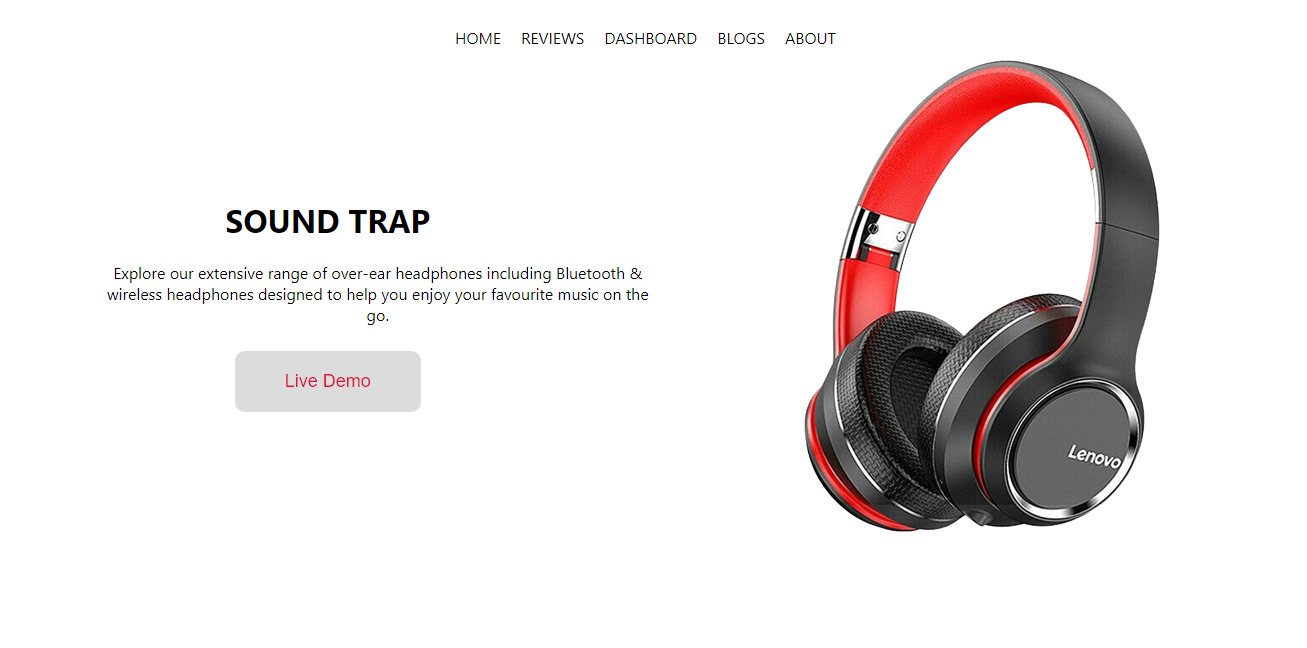 HOME REVIEWS DASHBOARD BLOGS ABOUT
SOUND TRAP
Explore our extensive range of over-ear headphones including Bluetooth &
wireless headphones designed to help you enjoy your favourite music on the
go.
Live Demo
Lenovo